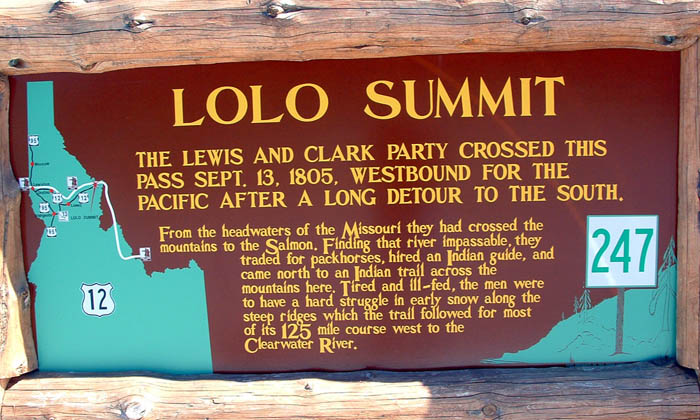 LOLO SUMMIT
THE LEWIS AND CLARK PARTY CROSSED THIS
PASS SEPT. 13, 1805, WESTBOUND FOR THE
PACIFIC AFTER A LONG DETOUR TO THE SOUTH.
From the headwaters of the Missouri they had crossed the
mountains to the Salmon. Finding that river impassable, they
traded for packhorses, hired an Indian guide, and
came north to an Indian trail across the
mountains here. Tired and ill-fed, the men were
to have a hard struggle in early snow along the
steep ridges which the trail followed for most
of its 125 mile course west to the
Clearwater River.
247
95
LOLO SUMMIT
95
12